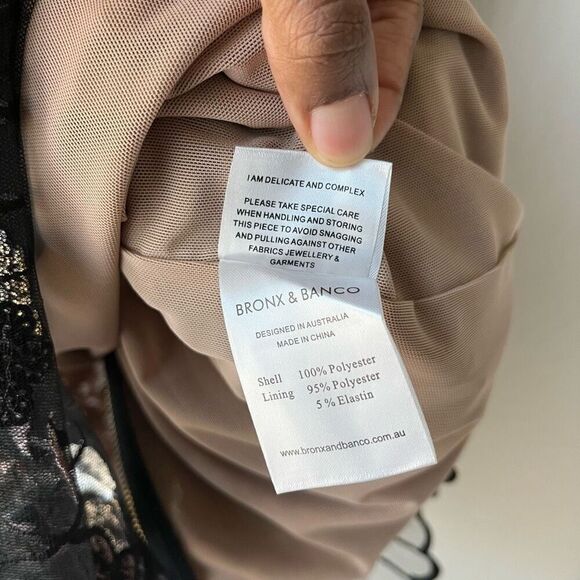 I AM DELICATE AND COMPLEX
PLEASE TAKE SPECIAL CARE
WHEN HANDLING AND STORING
THIS PIECE TO AVOID SNAGGING
AND PULLING AGAINST OTHER
FABRICS JEWELLERY &
GARMENTS
BRONX & BANCO
DESIGNED IN AUSTRALIA
MADE IN CHINA
Shell 100% Polyester
Lining 95% Polyester
5% Elastin
www.bronxandbanco.com.au